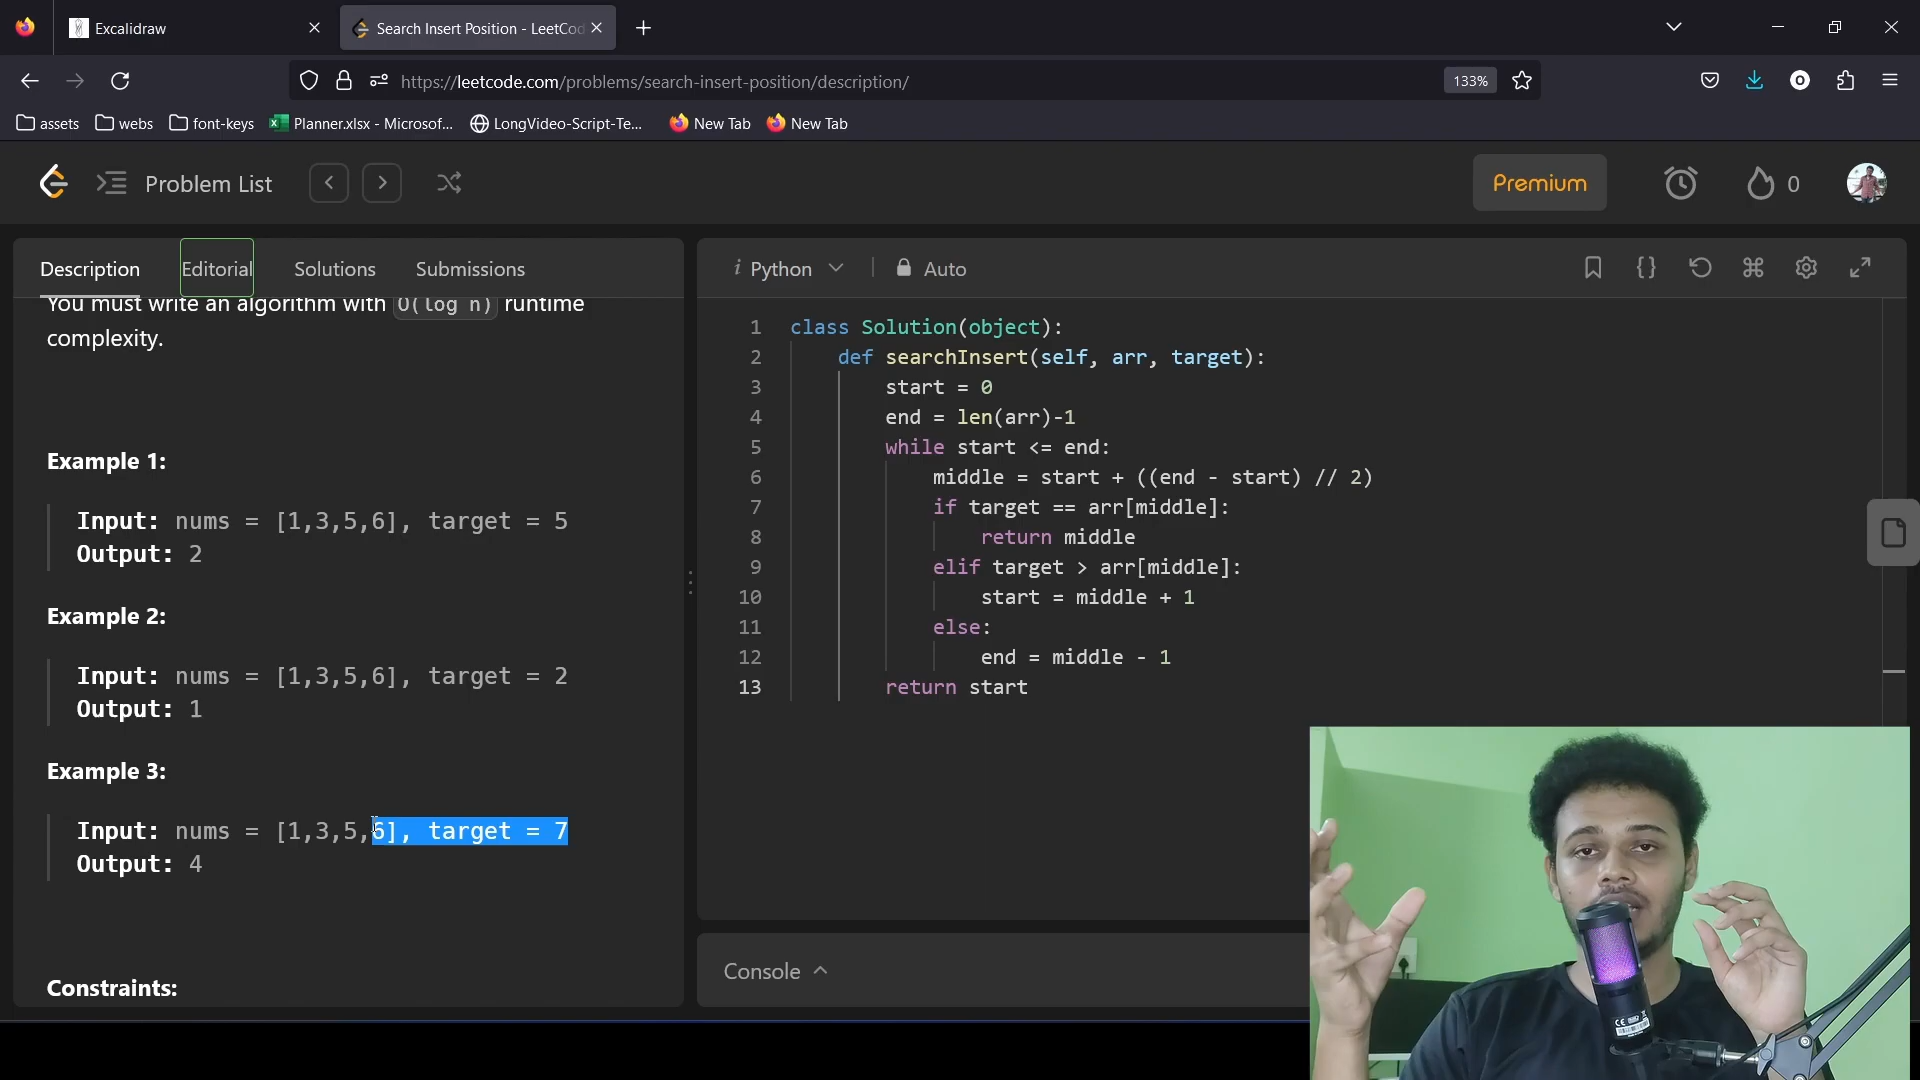 Excalidraw
Search Insert Position - LeetCod
https://leetcode.com/problems/search-insert-position/description/
133%
assets
webs
font-keys
Planner.xlsx - Microsof...
LongVideo-Script-Te...
New Tab
New Tab
Problem List
Premium
0
Description
Editorial
Solutions
Submissions
You must write an algorithm with O(log n) runtime
complexity.
Example 1:
Input: nums = [1,3,5,6], target = 5
Output: 2
Example 2:
Input: nums = [1,3,5,6], target = 2
Output: 1
Example 3:
Input: nums = [1,3,5,6], target = 7
Output: 4
Constraints:
i Python
Auto
1 class Solution(object):
2 def searchInsert(self, arr, target):
3 start = 0
4 end = len(arr)-1
5 while start <= end:
6 middle = start + ((end - start) // 2)
7 if target == arr[middle]:
8 return middle
9 elif target > arr[middle]:
10 start = middle + 1
11 else:
12 end = middle - 1
13 return start
Console